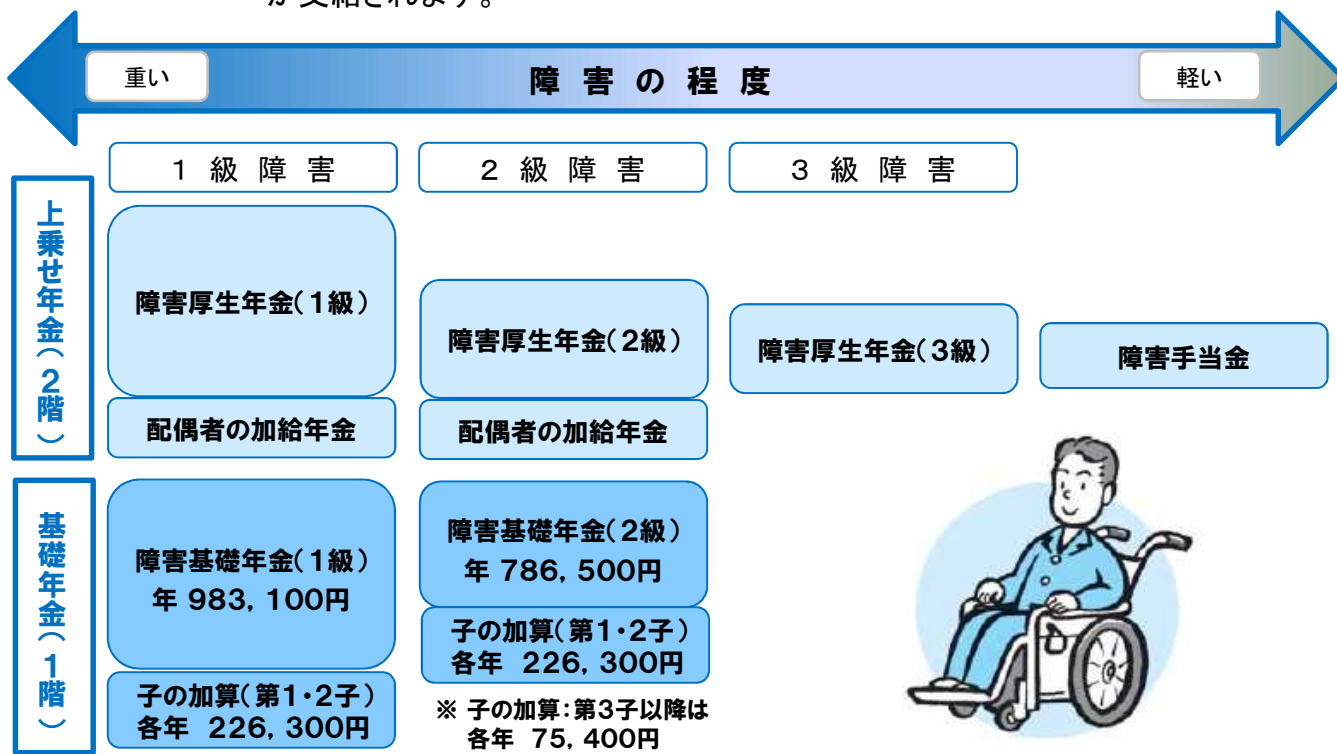 が支給されます。
重い
障害の程度
軽い
1級障害
2級障害
3級障害
上乗せ年金(2階)
障害厚生年金(1級)
障害厚生年金(2級)
障害厚生年金(3級)
障害手当金
配偶者の加給年金
配偶者の加給年金
基礎年金(1階)
障害基礎年金(1級)
年 983,100円
障害基礎年金(2級)
年 786,500円
子の加算(第1・2子)
各年 226,300円
子の加算(第1・2子)
各年 226,300円
※ 子の加算:第3子以降は
各年 75,400円